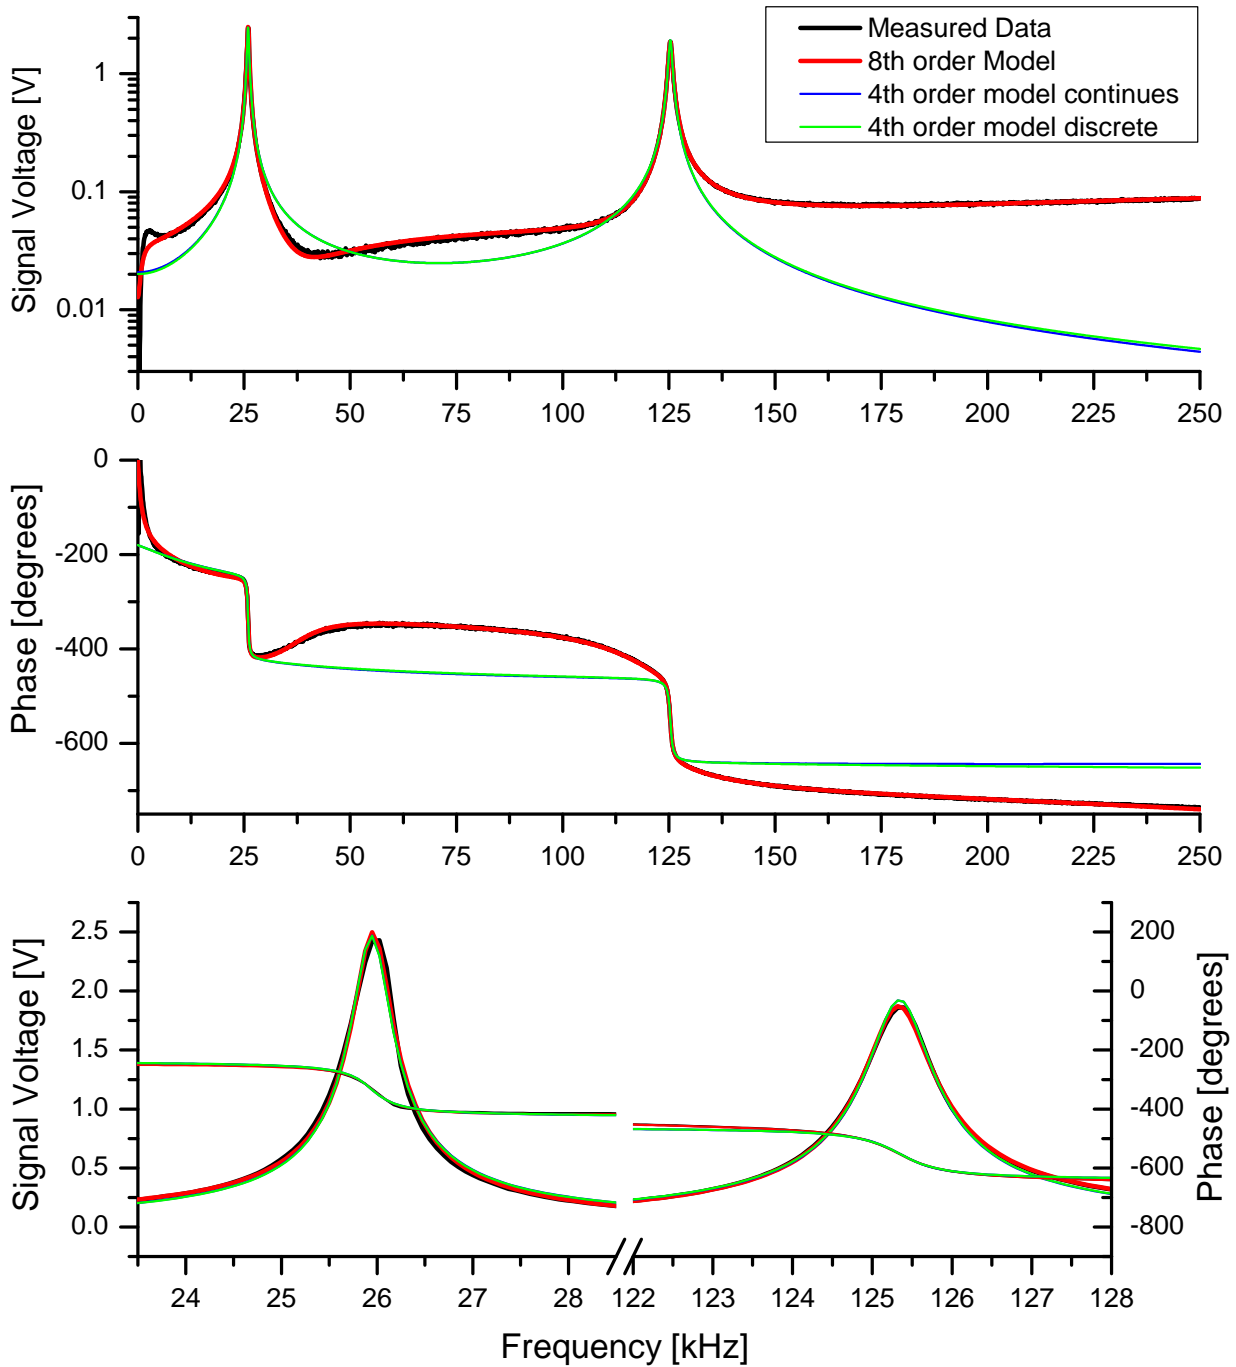 Measured Data
8th order Model
4th order model continues
4th order model discrete
Signal Voltage [V]
1
0.1
0.01
0 25 50 75 100 125 150 175 200 225 250
Phase [degrees]
0
-200
-400
-600
0 25 50 75 100 125 150 175 200 225 250
Signal Voltage [V]
2.5
2.0
1.5
1.0
0.5
0.0
200
0
-200
-400
-600
-800
Phase [degrees]
24 25 26 27 28 122 123 124 125 126 127 128
Frequency [kHz]